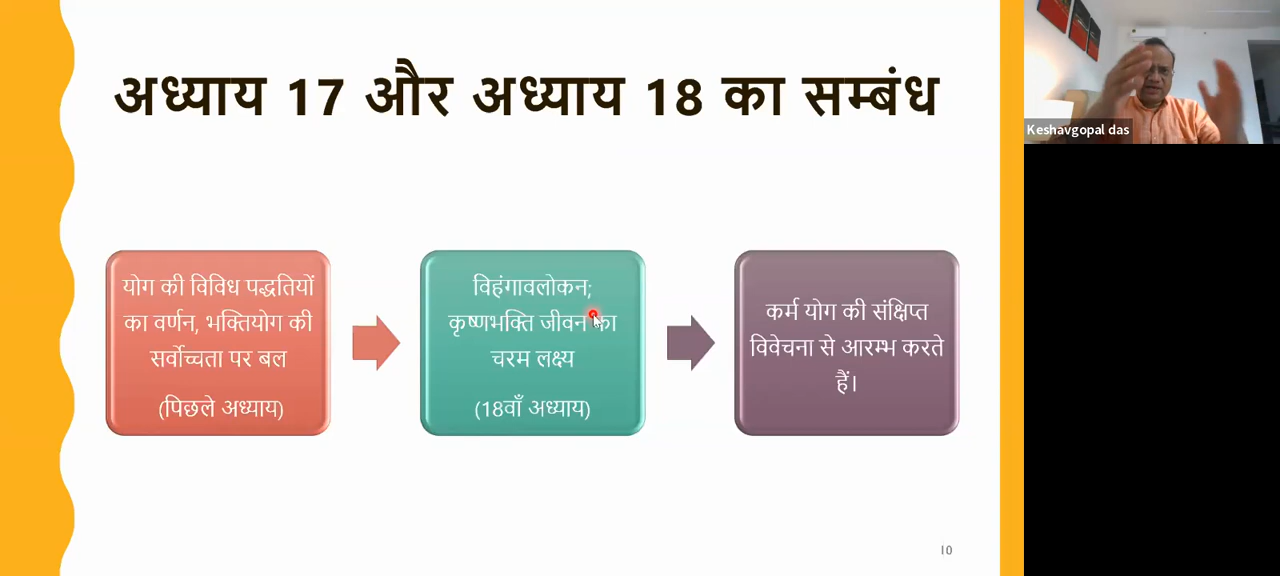 अध्याय 17 और अध्याय 18 का सम्बंध
योग की विविध पद्धतियों
का वर्णन, भक्तियोग की
सर्वोच्चता पर बल
(पिछले अध्याय)
विहंगावलोकन;
कृष्णभक्ति जीवन का
चरम लक्ष्य
(18वाँ अध्याय)
कर्म योग की संक्षिप्त
विवेचना से आरम्भ करते
हैं।
10
Keshavgopal das